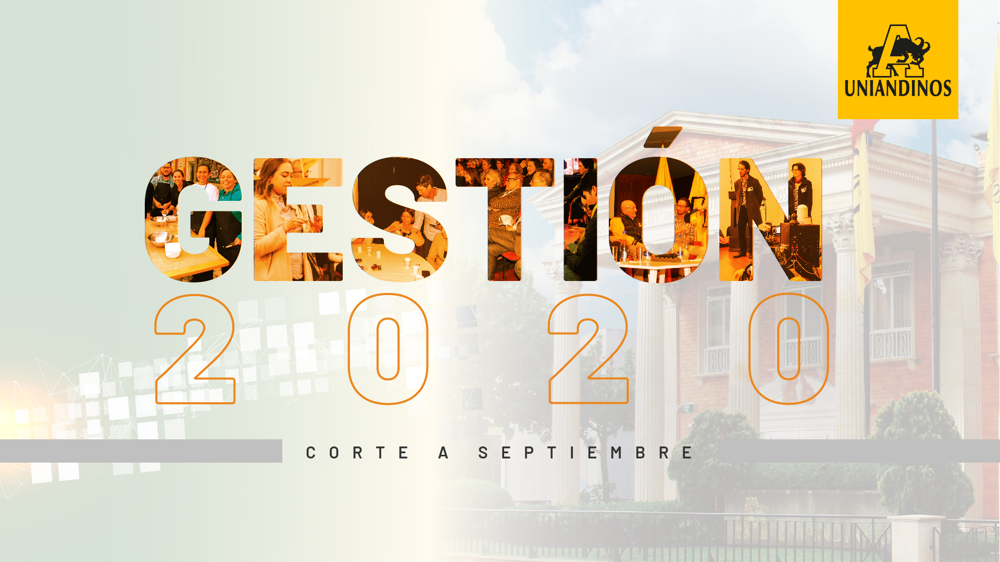 UNIANDINOS
GESTIÓN
2020
CORTE A SEPTIEMBRE